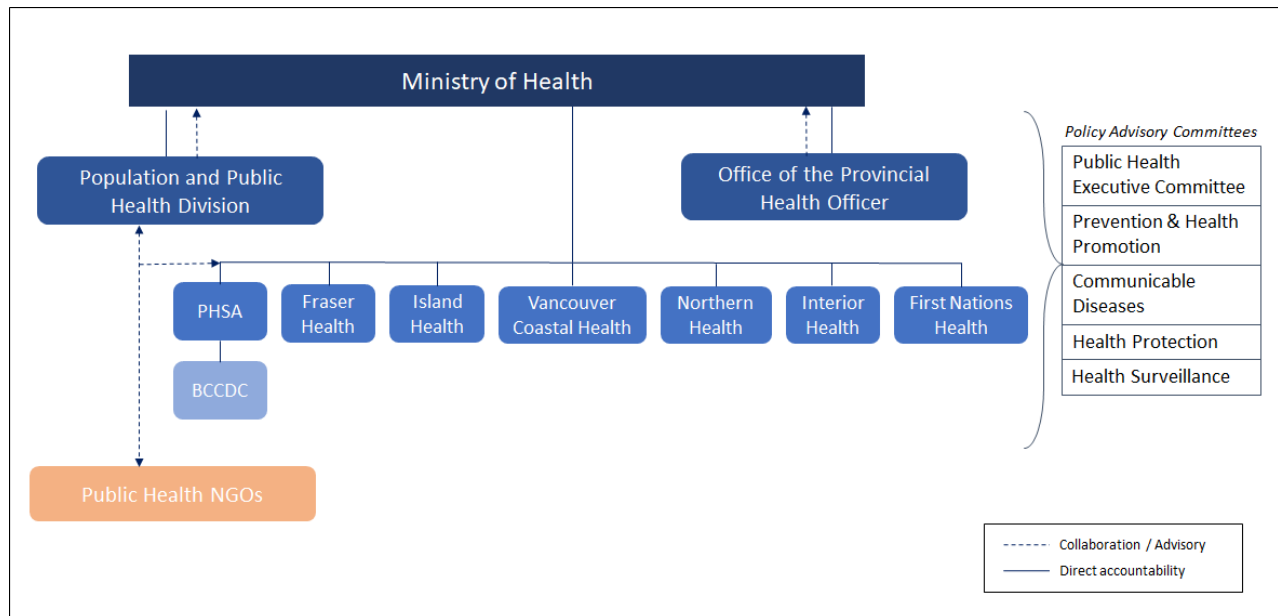 Ministry of Health
Policy Advisory Committees
Population and Public
Health Division
Office of the Provincial
Health Officer
Public Health
Executive Committee
Prevention & Health
Promotion
Communicable
Diseases
Health Protection
Health Surveillance
PHSA
Fraser
Health
Island
Health
Vancouver
Coastal Health
Northern
Health
Interior
Health
First Nations
Health
BCCDC
Public Health NGOs
Collaboration / Advisory
Direct accountability